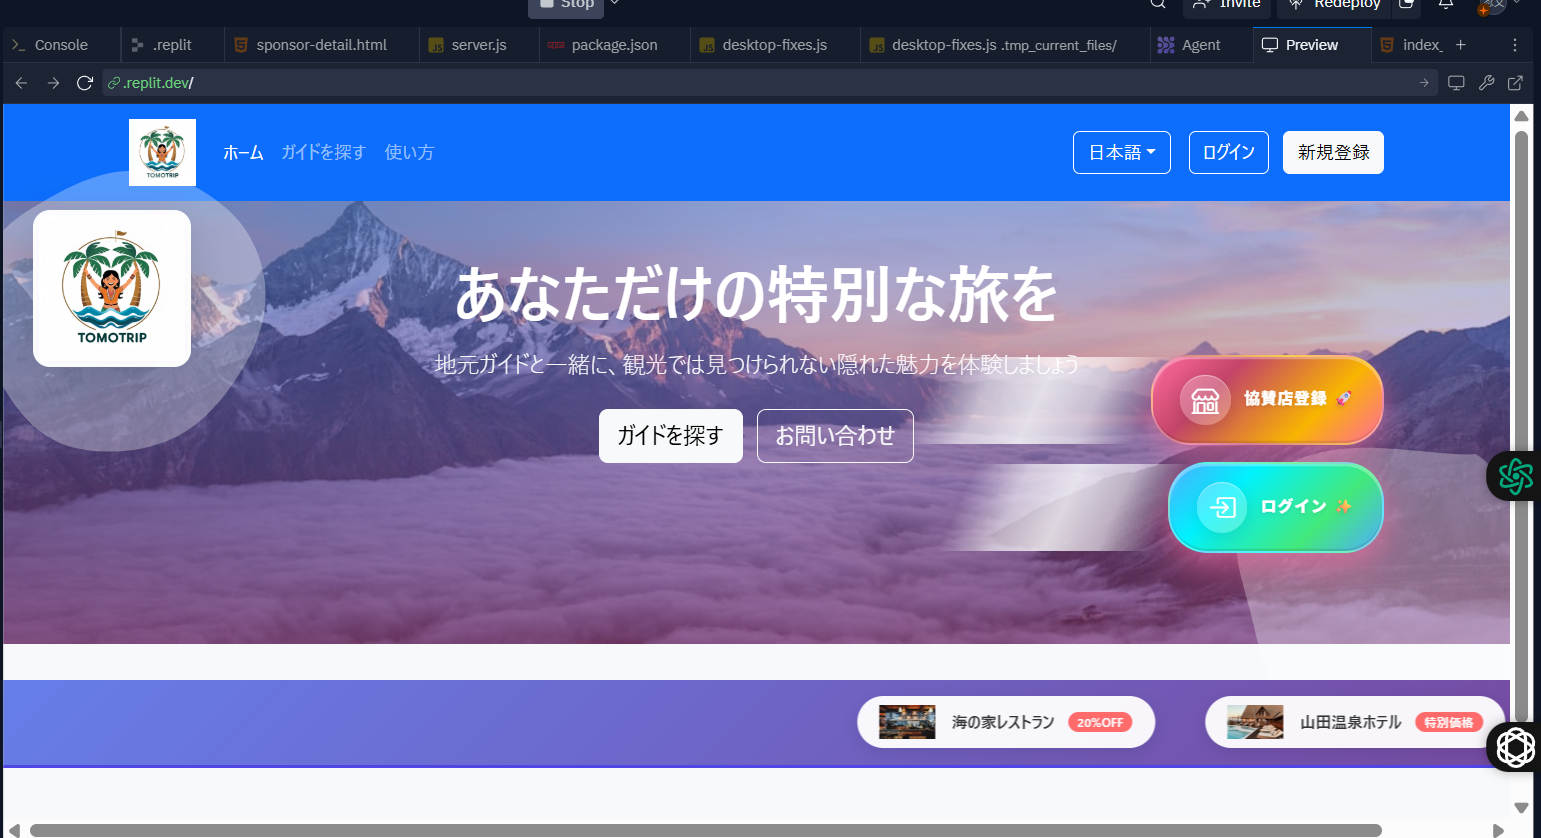 Stop
Invite
Redeploy
Console
.replit
sponsor-detail.html
server.js
package.json
desktop-fixes.js
desktop-fixes.js .tmp_current_files/
Agent
Preview
index_
.replit.dev/
TOMOTRIP
ホーム
ガイドを探す
使い方
日本語
ログイン
新規登録
TOMOTRIP
あなただけの特別な旅を
地元ガイドと一緒に、観光では見つけられない隠れた魅力を体験しましょう
ガイドを探す
お問い合わせ
協賛店登録 🚀
ログイン ✨
海の家レストラン
20%OFF
山田温泉ホテル
特別価格